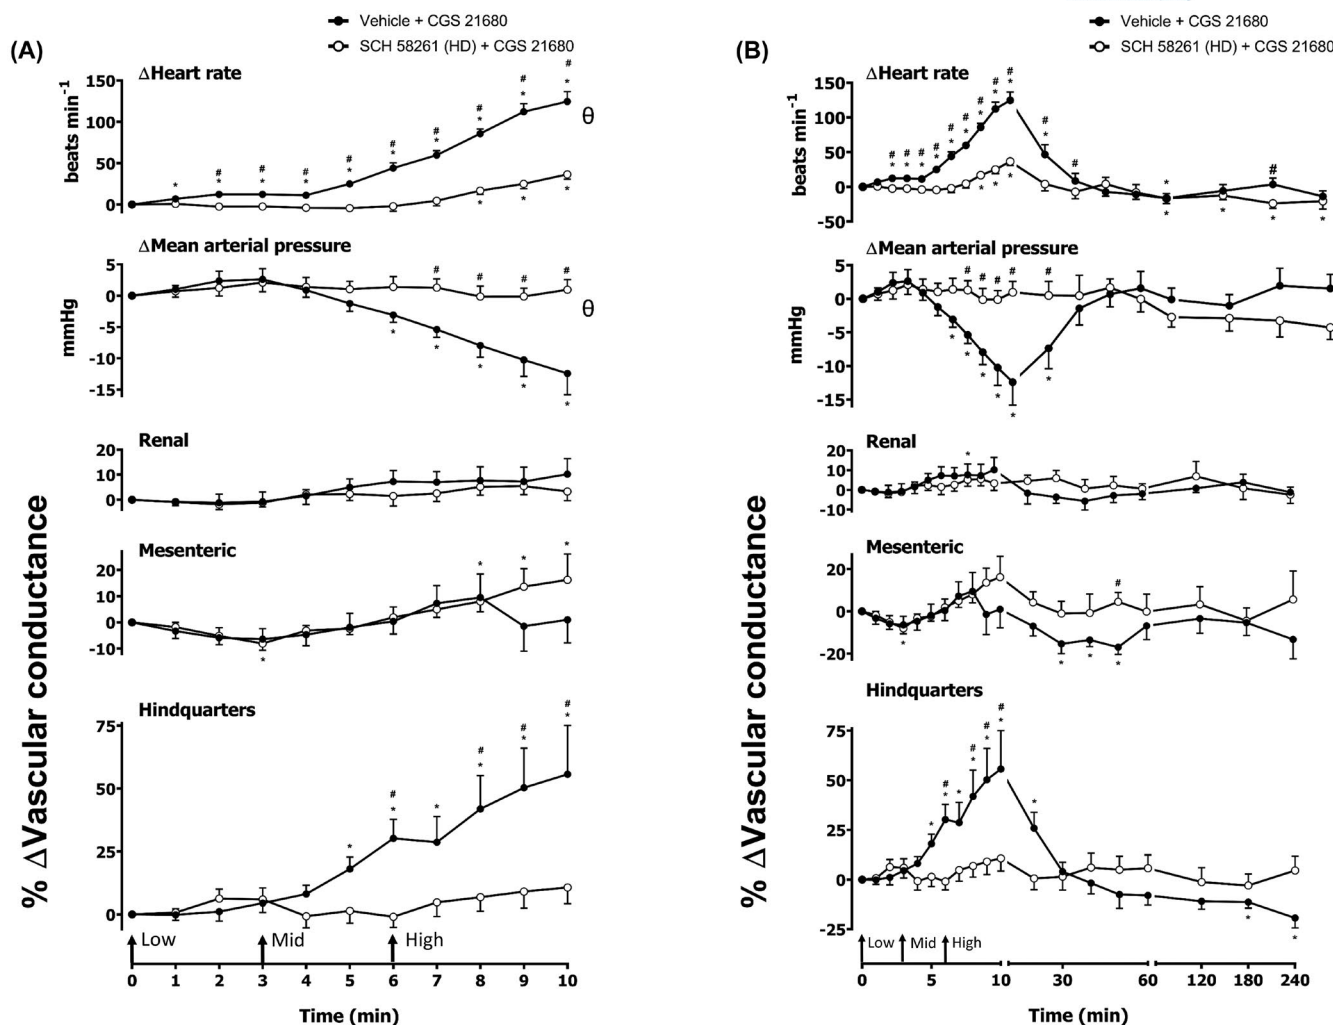 (A)
Vehicle + CGS 21680
SCH 58261 (HD) + CGS 21680
ΔHeart rate
beats min⁻¹
150
100
50
0
# # # # # # # # #
* * * * * * * * * *
* * *
θ
ΔMean arterial pressure
mmHg
5
0
-5
-10
-15
# # # #
* * * * *
θ
% ΔVascular conductance
Renal
20
10
0
Mesenteric
20
10
0
-10
* * *
*
Hindquarters
75
50
25
0
# # # #
* * * * * *
Low Mid High
0 1 2 3 4 5 6 7 8 9 10
Time (min)
(B)
Vehicle + CGS 21680
SCH 58261 (HD) + CGS 21680
ΔHeart rate
beats min⁻¹
150
100
50
0
-50
# # # # # # # # # # # #
* * * * * * * * * *
* * *
*
* * * *
#
ΔMean arterial pressure
mmHg
5
0
-5
-10
-15
# # # # #
* * * * * *
% ΔVascular conductance
Renal
20
10
0
-10
*
Mesenteric
20
0
-20
#
* * * *
Hindquarters
75
50
25
0
-25
# # # #
* * * * * * *
* *
Low Mid High
0 5 10 30 60 120 180 240
Time (min)